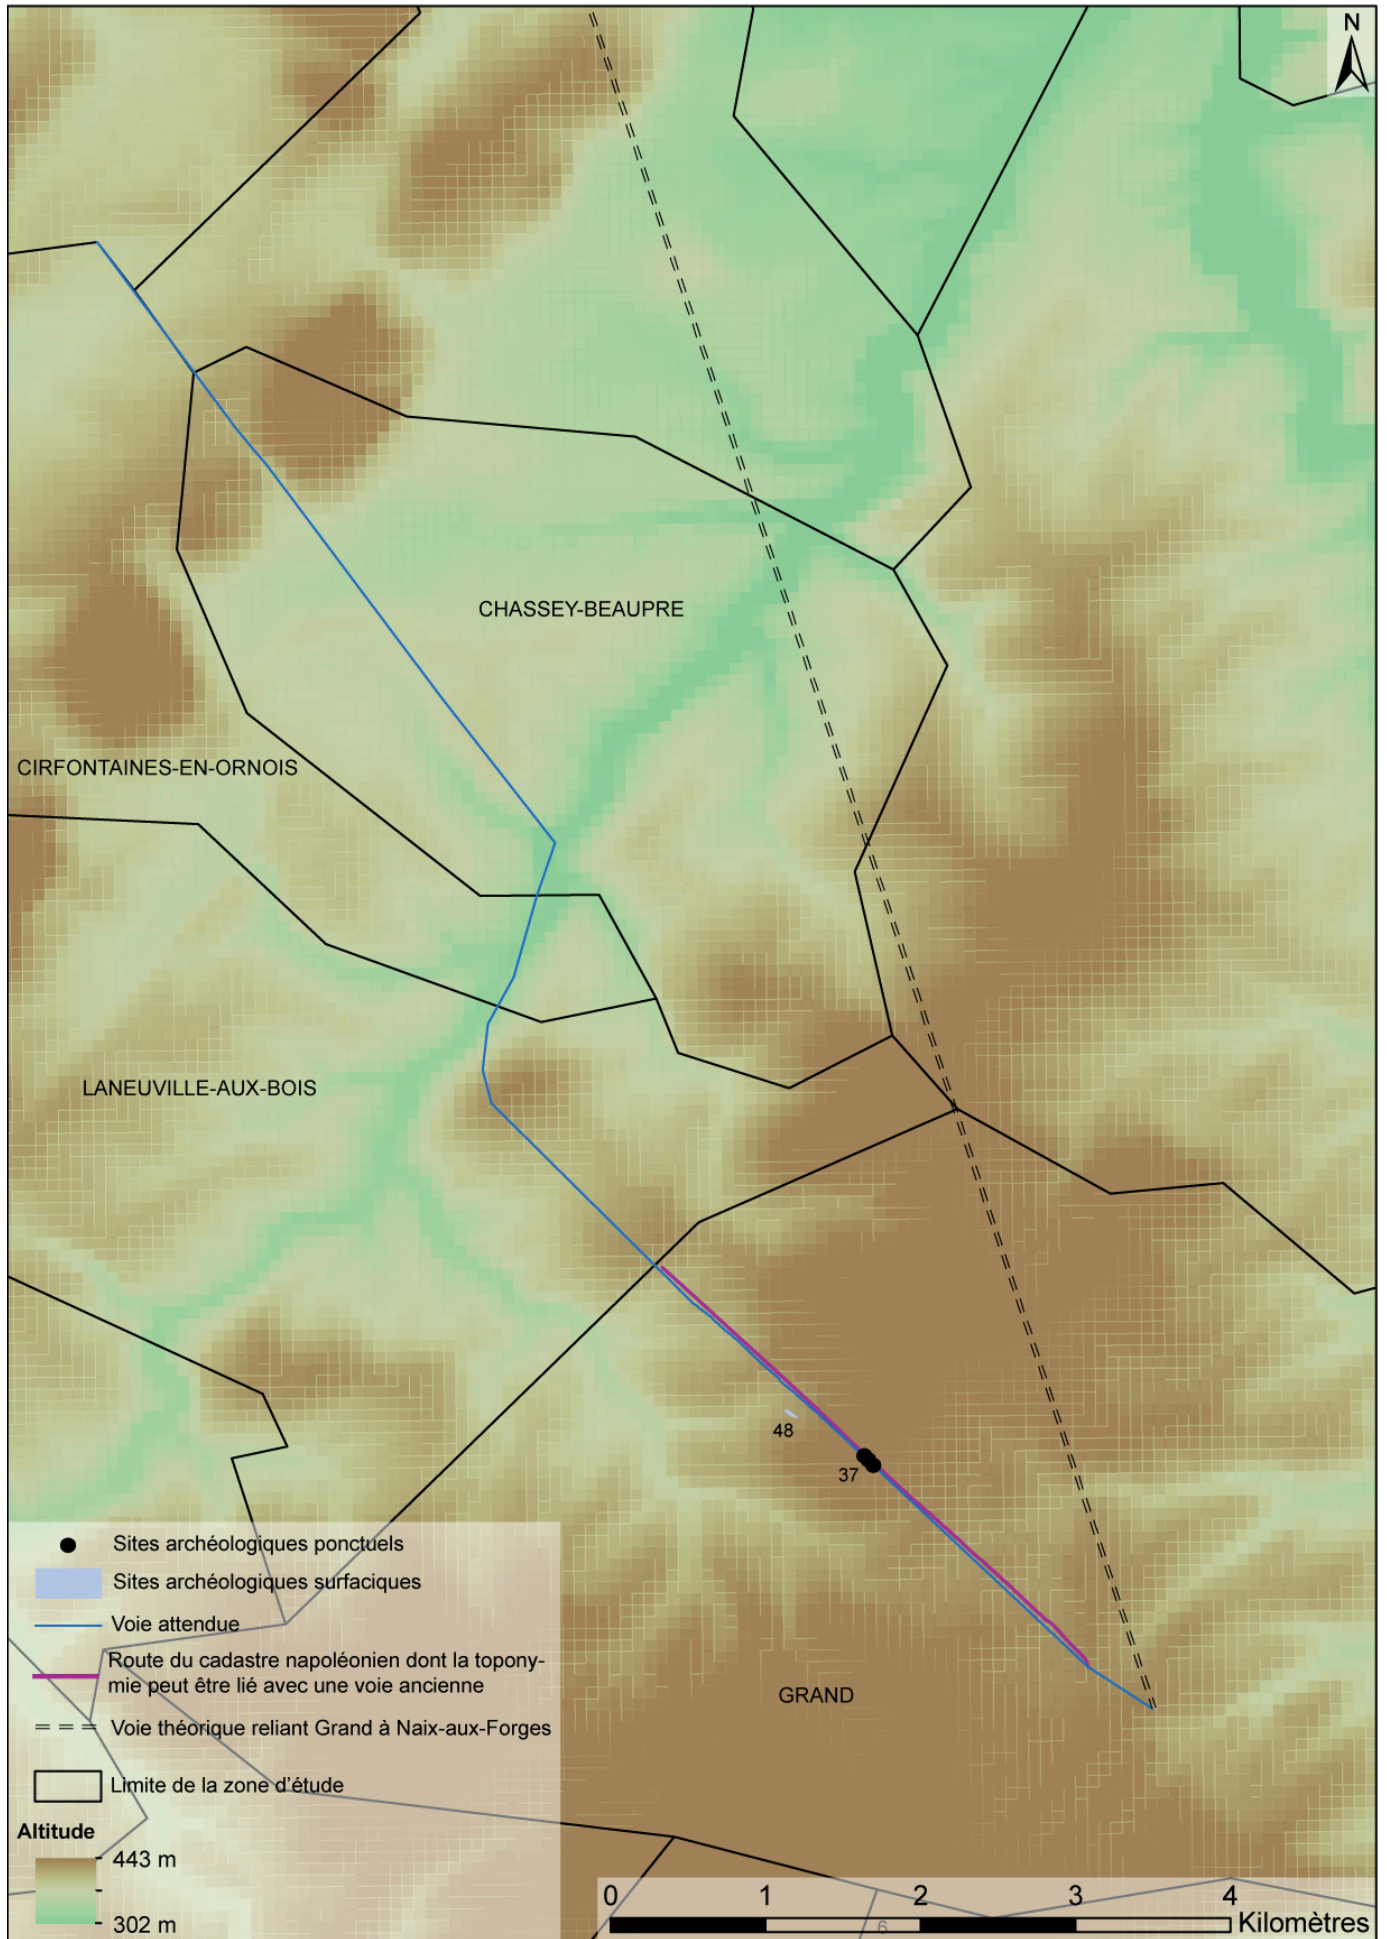 N
CHASSEY-BEAUPRE
CIRFONTAINES-EN-ORNOIS
LANEUVILLE-AUX-BOIS
48
37
GRAND
Sites archéologiques ponctuels
Sites archéologiques surfaciques
Voie attendue
Route du cadastre napoléonien dont la topony-
mie peut être lié avec une voie ancienne
Voie théorique reliant Grand à Naix-aux-Forges
Limite de la zone d'étude
Altitude
443 m
302 m
0 1 2 3 4
Kilomètres
6